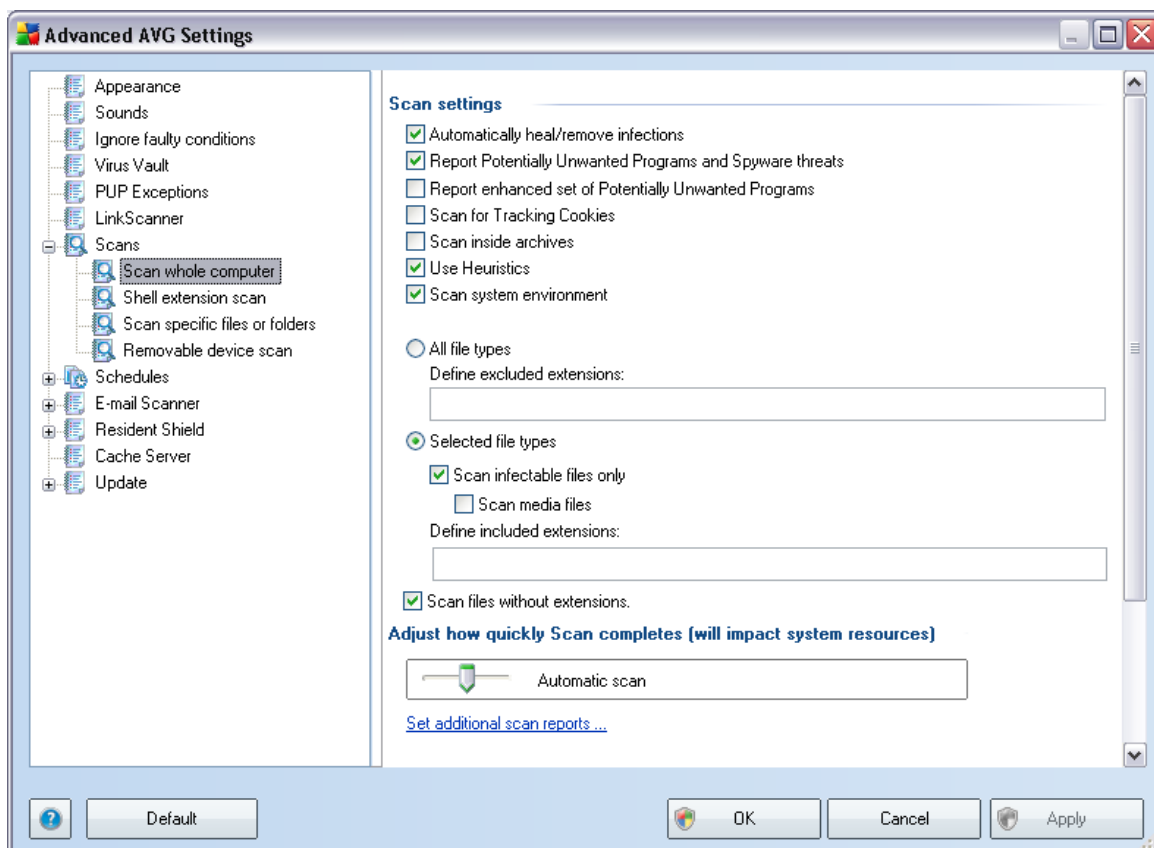 Advanced AVG Settings
Appearance
Sounds
Ignore faulty conditions
Virus Vault
PUP Exceptions
LinkScanner
Scans
Scan whole computer
Shell extension scan
Scan specific files or folders
Removable device scan
Schedules
E-mail Scanner
Resident Shield
Cache Server
Update
Scan settings
Automatically heal/remove infections
Report Potentially Unwanted Programs and Spyware threats
Report enhanced set of Potentially Unwanted Programs
Scan for Tracking Cookies
Scan inside archives
Use Heuristics
Scan system environment
All file types
Define excluded extensions:
Selected file types
Scan infectable files only
Scan media files
Define included extensions:
Scan files without extensions.
Adjust how quickly Scan completes (will impact system resources)
Automatic scan
Set additional scan reports ...
? Default OK Cancel Apply